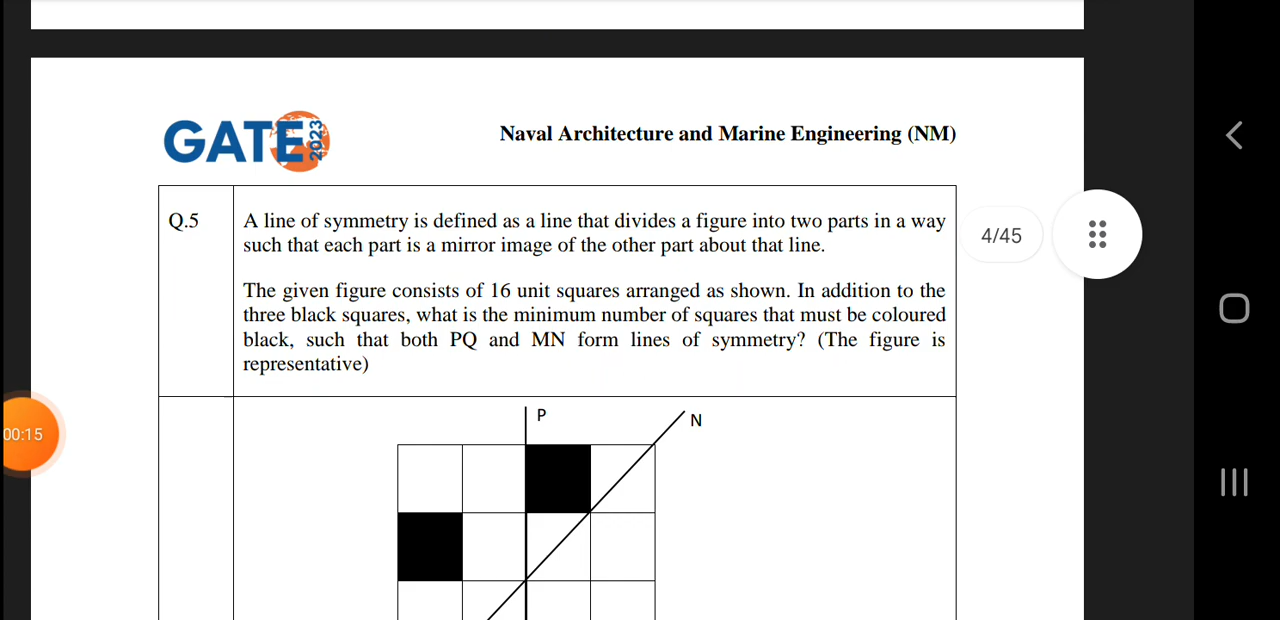 GATE 2023
Naval Architecture and Marine Engineering (NM)
Q.5
A line of symmetry is defined as a line that divides a figure into two parts in a way
such that each part is a mirror image of the other part about that line.
4/45
The given figure consists of 16 unit squares arranged as shown. In addition to the
three black squares, what is the minimum number of squares that must be coloured
black, such that both PQ and MN form lines of symmetry? (The figure is
representative)
P
N
00:15